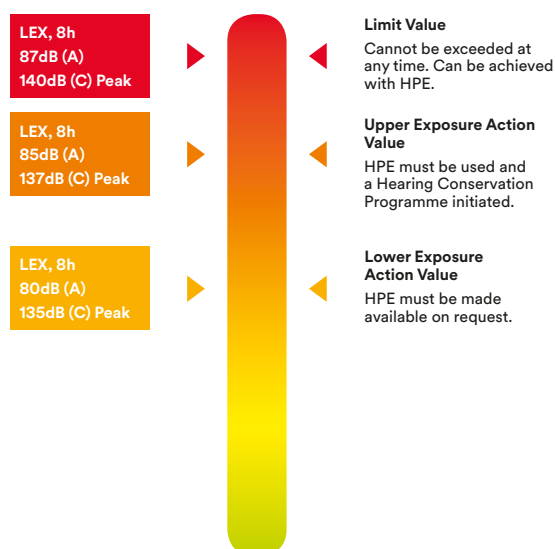 LEX, 8h
87dB (A)
140dB (C) Peak
Limit Value
Cannot be exceeded at
any time. Can be achieved
with HPE.
LEX, 8h
85dB (A)
137dB (C) Peak
Upper Exposure Action
Value
HPE must be used and
a Hearing Conservation
Programme initiated.
LEX, 8h
80dB (A)
135dB (C) Peak
Lower Exposure
Action Value
HPE must be made
available on request.